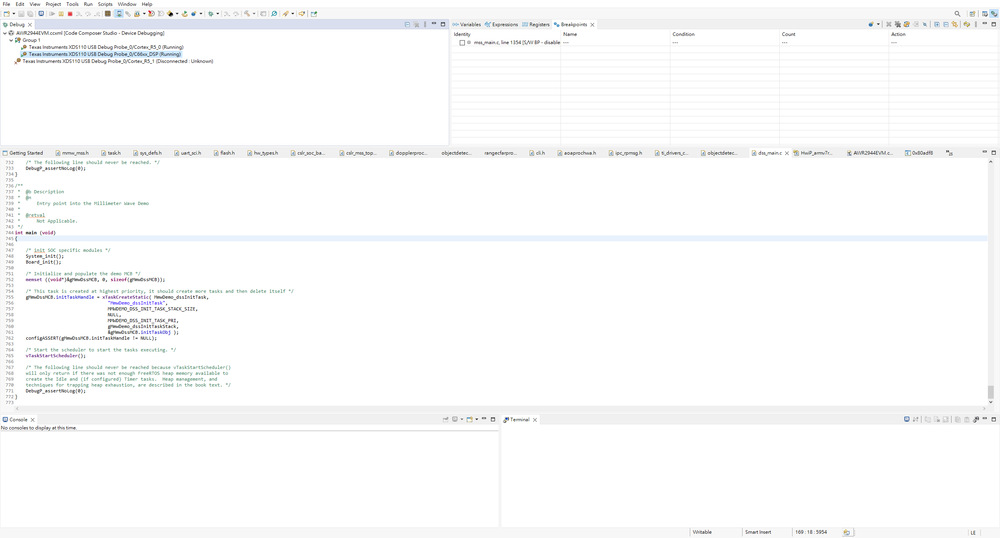 File Edit View Project Tools Run Scripts Window Help
Debug
AWR2944EVM.ccxml [Code Composer Studio - Device Debugging]
Group 1
Texas Instruments XDS110 USB Debug Probe_0/Cortex_R5_0 (Running)
Texas Instruments XDS110 USB Debug Probe_0/C66xx_DSP (Running)
Texas Instruments XDS110 USB Debug Probe_0/Cortex_R5_1 (Disconnected : Unknown)
(x)= Variables Expressions Registers Breakpoints
Identity Name Condition Count Action
mss_main.c, line 1354 [S/W BP - disable --- --- --- ---
Getting Started mmw_mss.h task.h sys_defs.h uart_sci.h flash.h hw_types.h cslr_soc_ba... cslr_mss_top... dopplerproc... objectdetec... rangecfarpro... cli.h aoaprochwa.h ipc_rpmsg.h ti_drivers_c... objectdetec... dss_main.c HwiP_armv7r... AWR2944EVM.c... 0x80adf8 »25
732 /* The following line should never be reached. */
733 DebugP_assertNoLog(0);
734 }
735
736 /**
737 * @b Description
738 * @n
739 * Entry point into the Millimeter Wave Demo
740 *
741 * @retval
742 * Not Applicable.
743 */
744 int main (void)
745 {
746
747 /* init SOC specific modules */
748 System_init();
749 Board_init();
750
751 /* Initialize and populate the demo MCB */
752 memset ((void*)&gMmwDssMCB, 0, sizeof(gMmwDssMCB));
753
754 /* This task is created at highest priority, it should create more tasks and then delete itself */
755 gMmwDssMCB.initTaskHandle = xTaskCreateStatic( MmwDemo_dssInitTask,
756 "MmwDemo_dssInitTask",
757 MMWDEMO_DSS_INIT_TASK_STACK_SIZE,
758 NULL,
759 MMWDEMO_DSS_INIT_TASK_PRI,
760 gMmwDemo_dssInitTaskStack,
761 &gMmwDssMCB.initTaskObj );
762 configASSERT(gMmwDssMCB.initTaskHandle != NULL);
763
764 /* Start the scheduler to start the tasks executing. */
765 vTaskStartScheduler();
766
767 /* The following line should never be reached because vTaskStartScheduler()
768 will only return if there was not enough FreeRTOS heap memory available to
769 create the Idle and (if configured) Timer tasks. Heap management, and
770 techniques for trapping heap exhaustion, are described in the book text. */
771 DebugP_assertNoLog(0);
772 }
773
Console
No consoles to display at this time.
Terminal
Writable Smart Insert 169 : 18 : 5954 LE